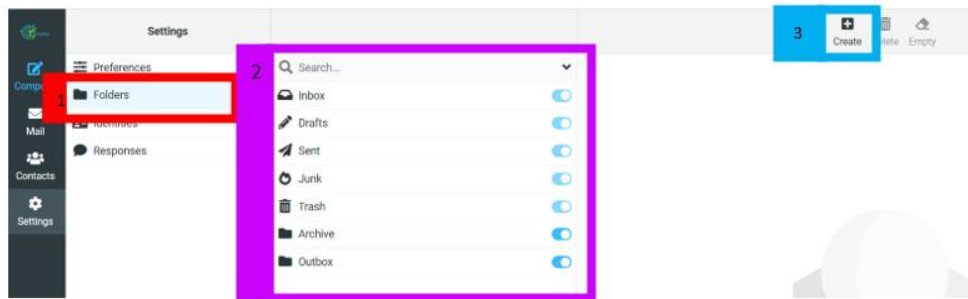 Settings
Create
Empty
Preferences
Folders
Responses
Mail
Contacts
Settings
1
2
3
Search...
Inbox
Drafts
Sent
Junk
Trash
Archive
Outbox